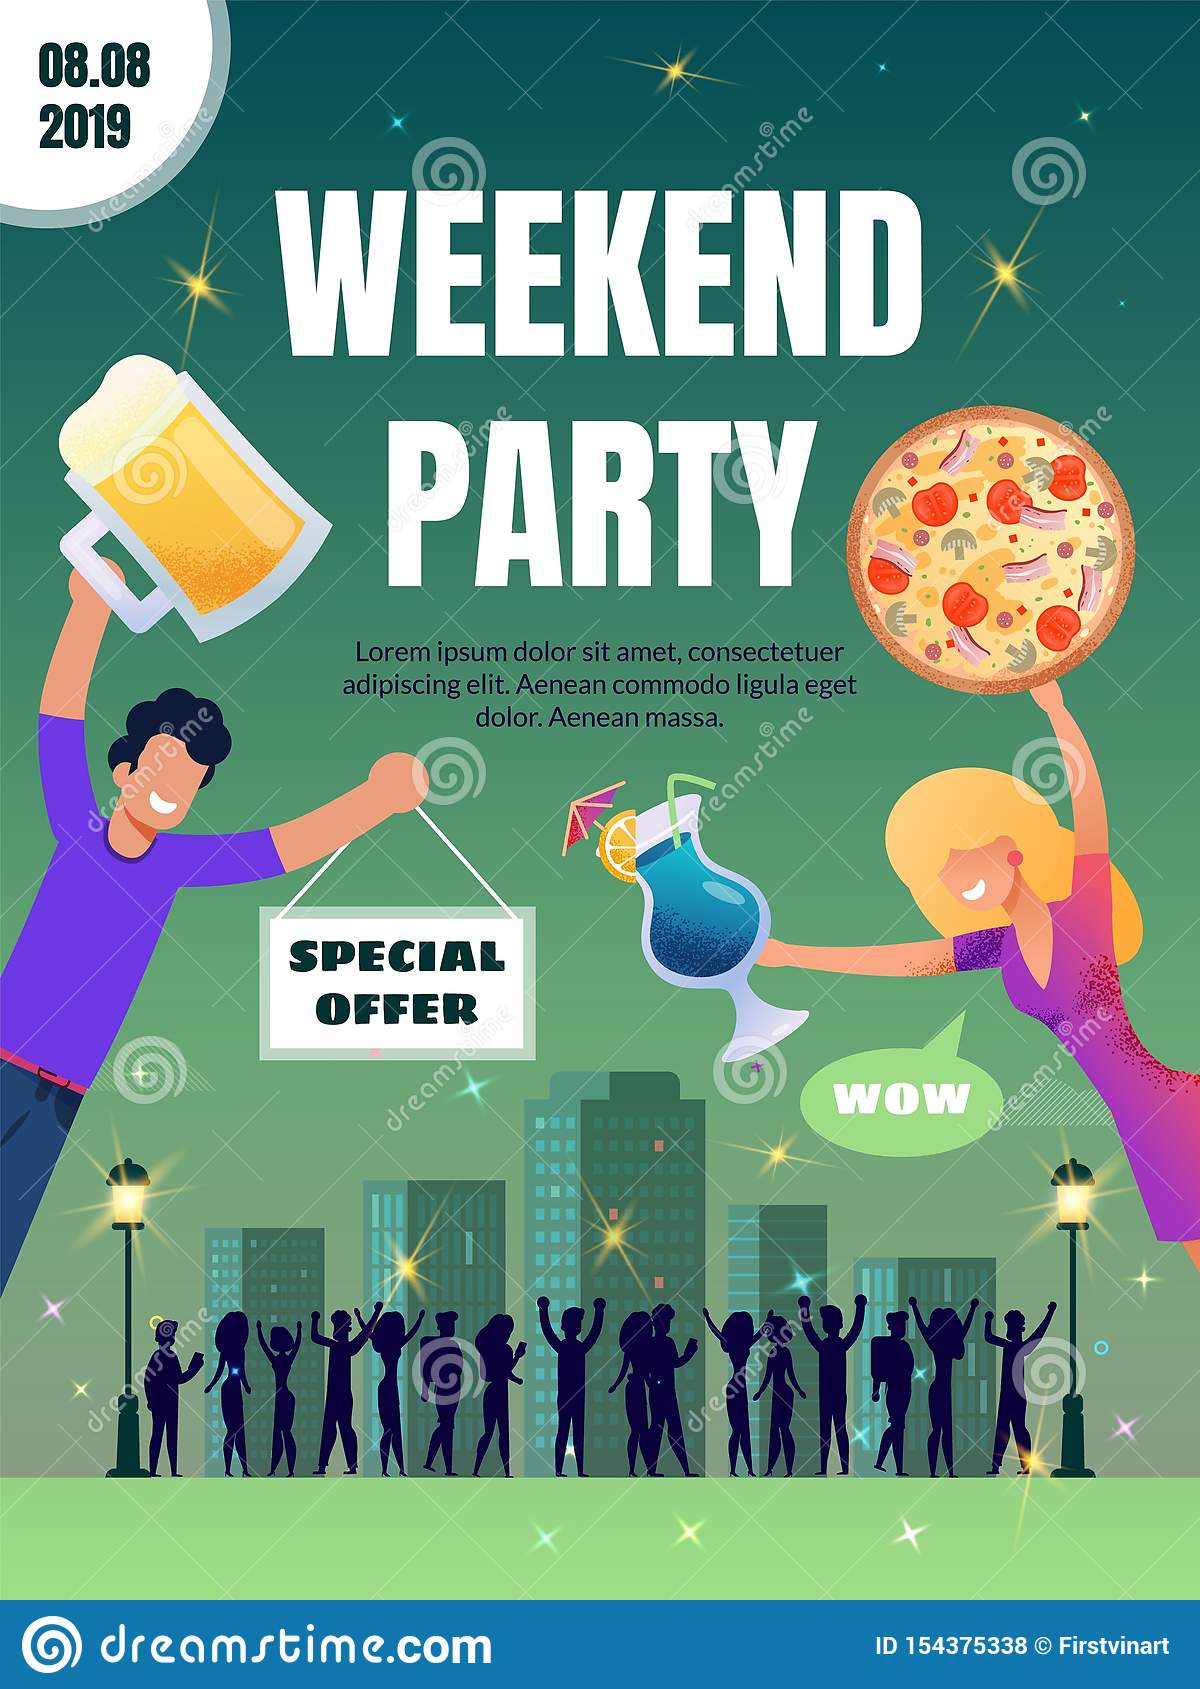 08.08
2019
WEEKEND
PARTY
Lorem ipsum dolor sit amet, consectetuer
adipiscing elit. Aenean commodo ligula eget
dolor. Aenean massa.
SPECIAL
OFFER
WOW
dreamstime.com
ID 154375338 © Firstvinart